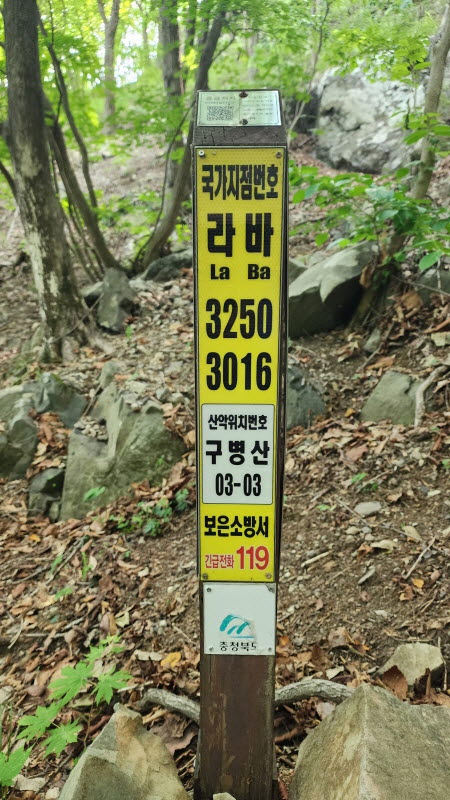 국가지점번호
라 바
La Ba
3250
3016
산악위치번호
구병산
03-03
보은소방서
긴급전화 119
충청북도